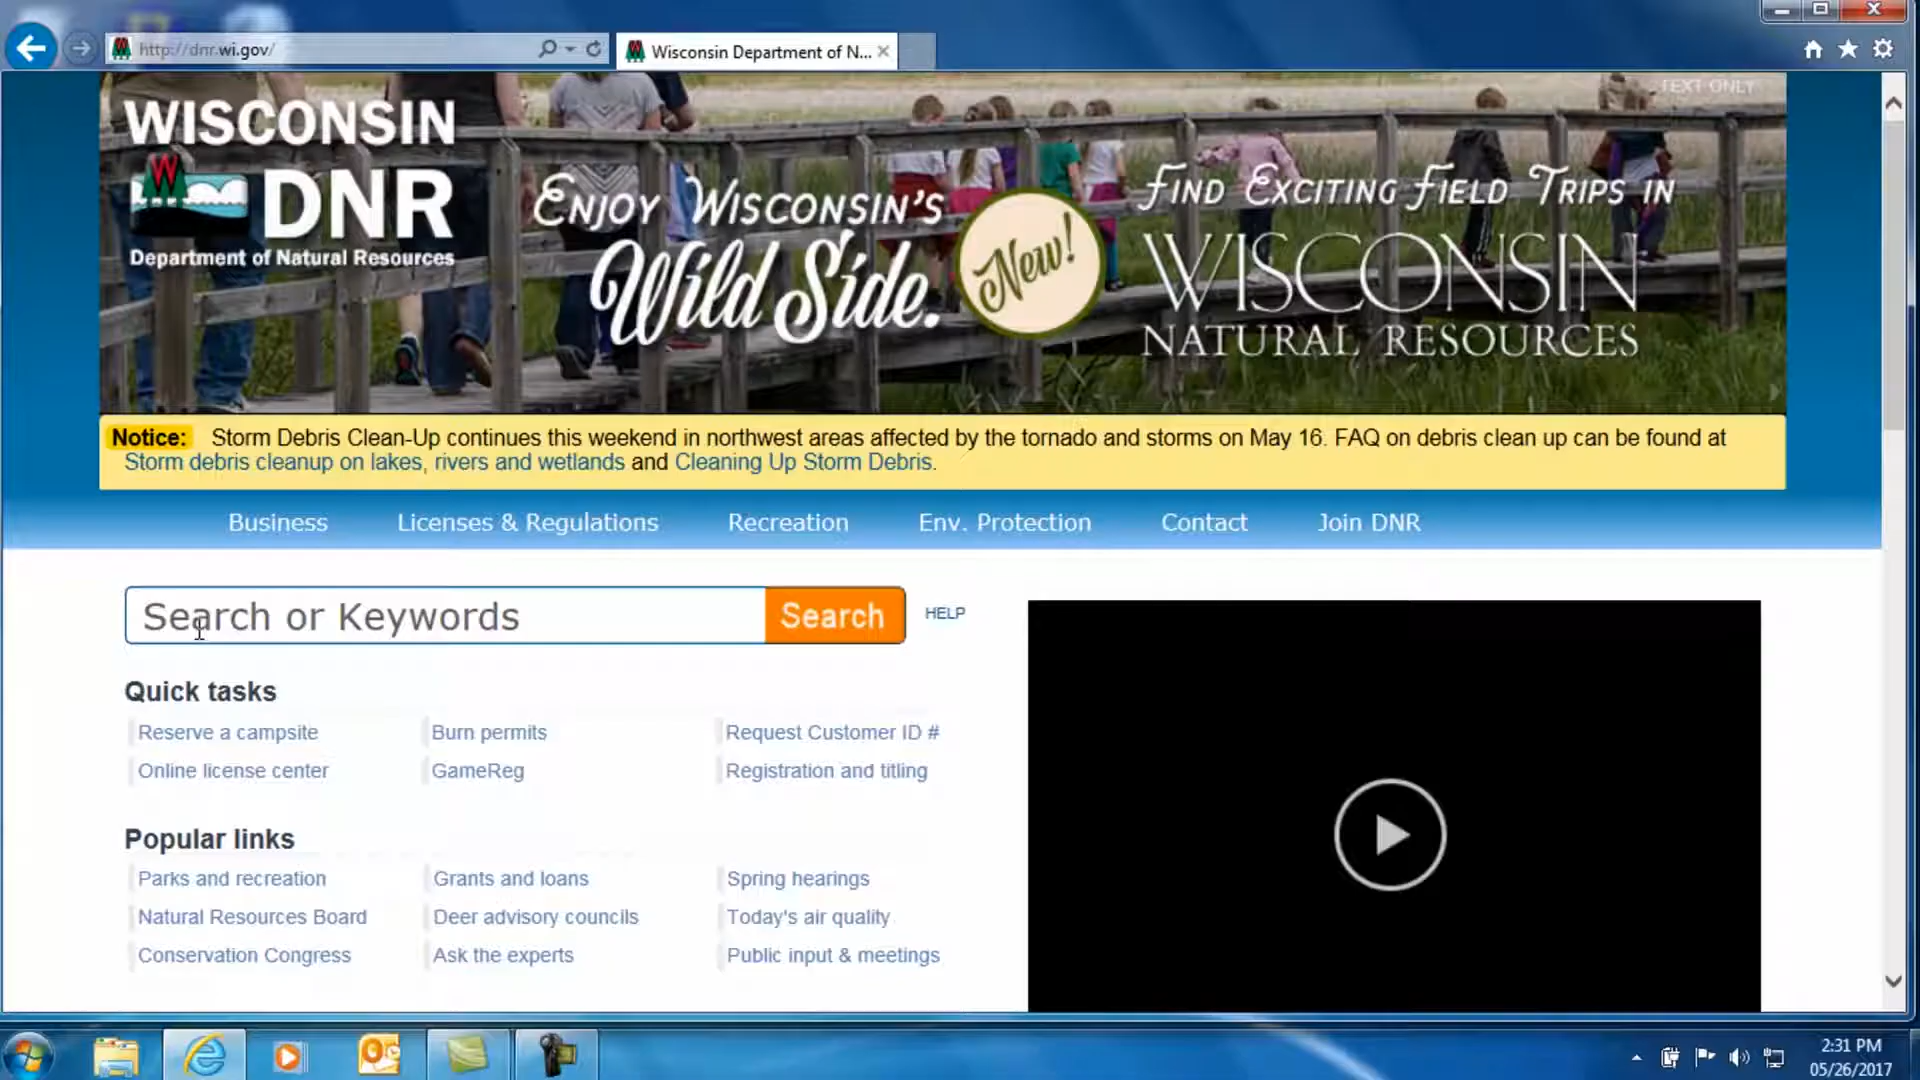 http://dnr.wi.gov/
Wisconsin Department of N...
TEXT ONLY
WISCONSIN
DNR
Department of Natural Resources
ENJOY WISCONSIN'S
Wild Side.
New!
FIND EXCITING FIELD TRIPS IN
WISCONSIN
NATURAL RESOURCES
Notice: Storm Debris Clean-Up continues this weekend in northwest areas affected by the tornado and storms on May 16. FAQ on debris clean up can be found at
Storm debris cleanup on lakes, rivers and wetlands and Cleaning Up Storm Debris.
Business Licenses & Regulations Recreation Env. Protection Contact Join DNR
Search or Keywords Search HELP
Quick tasks
Reserve a campsite Burn permits Request Customer ID #
Online license center GameReg Registration and titling
Popular links
Parks and recreation Grants and loans Spring hearings
Natural Resources Board Deer advisory councils Today's air quality
Conservation Congress Ask the experts Public input & meetings
2:31 PM
05/26/2017